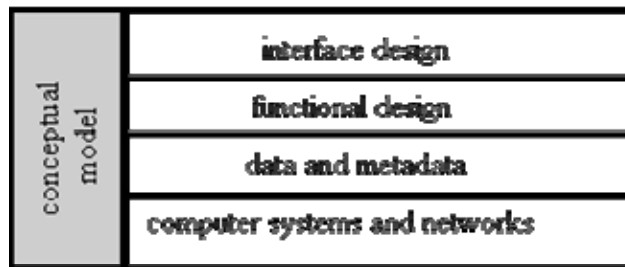 conceptual
model
interface design
functional design
data and metadata
computer systems and networks